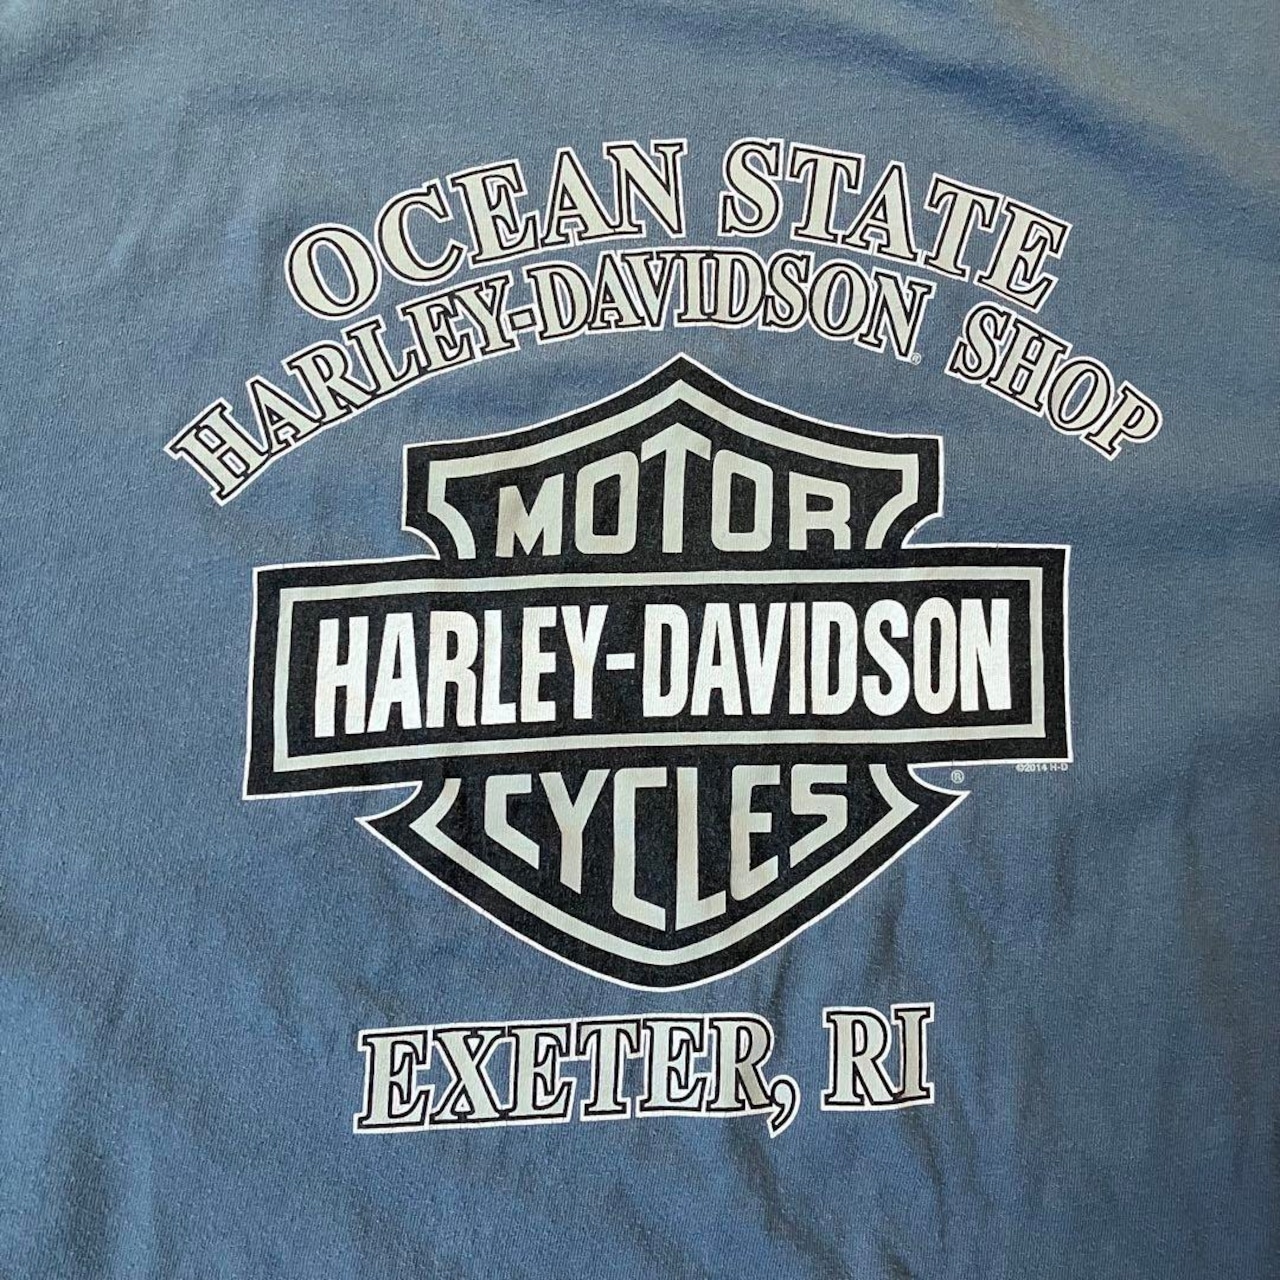 OCEAN STATE
HARLEY-DAVIDSON® SHOP
MOTOR
HARLEY-DAVIDSON
CYCLES
®
©2014 H-D
EXETER, RI